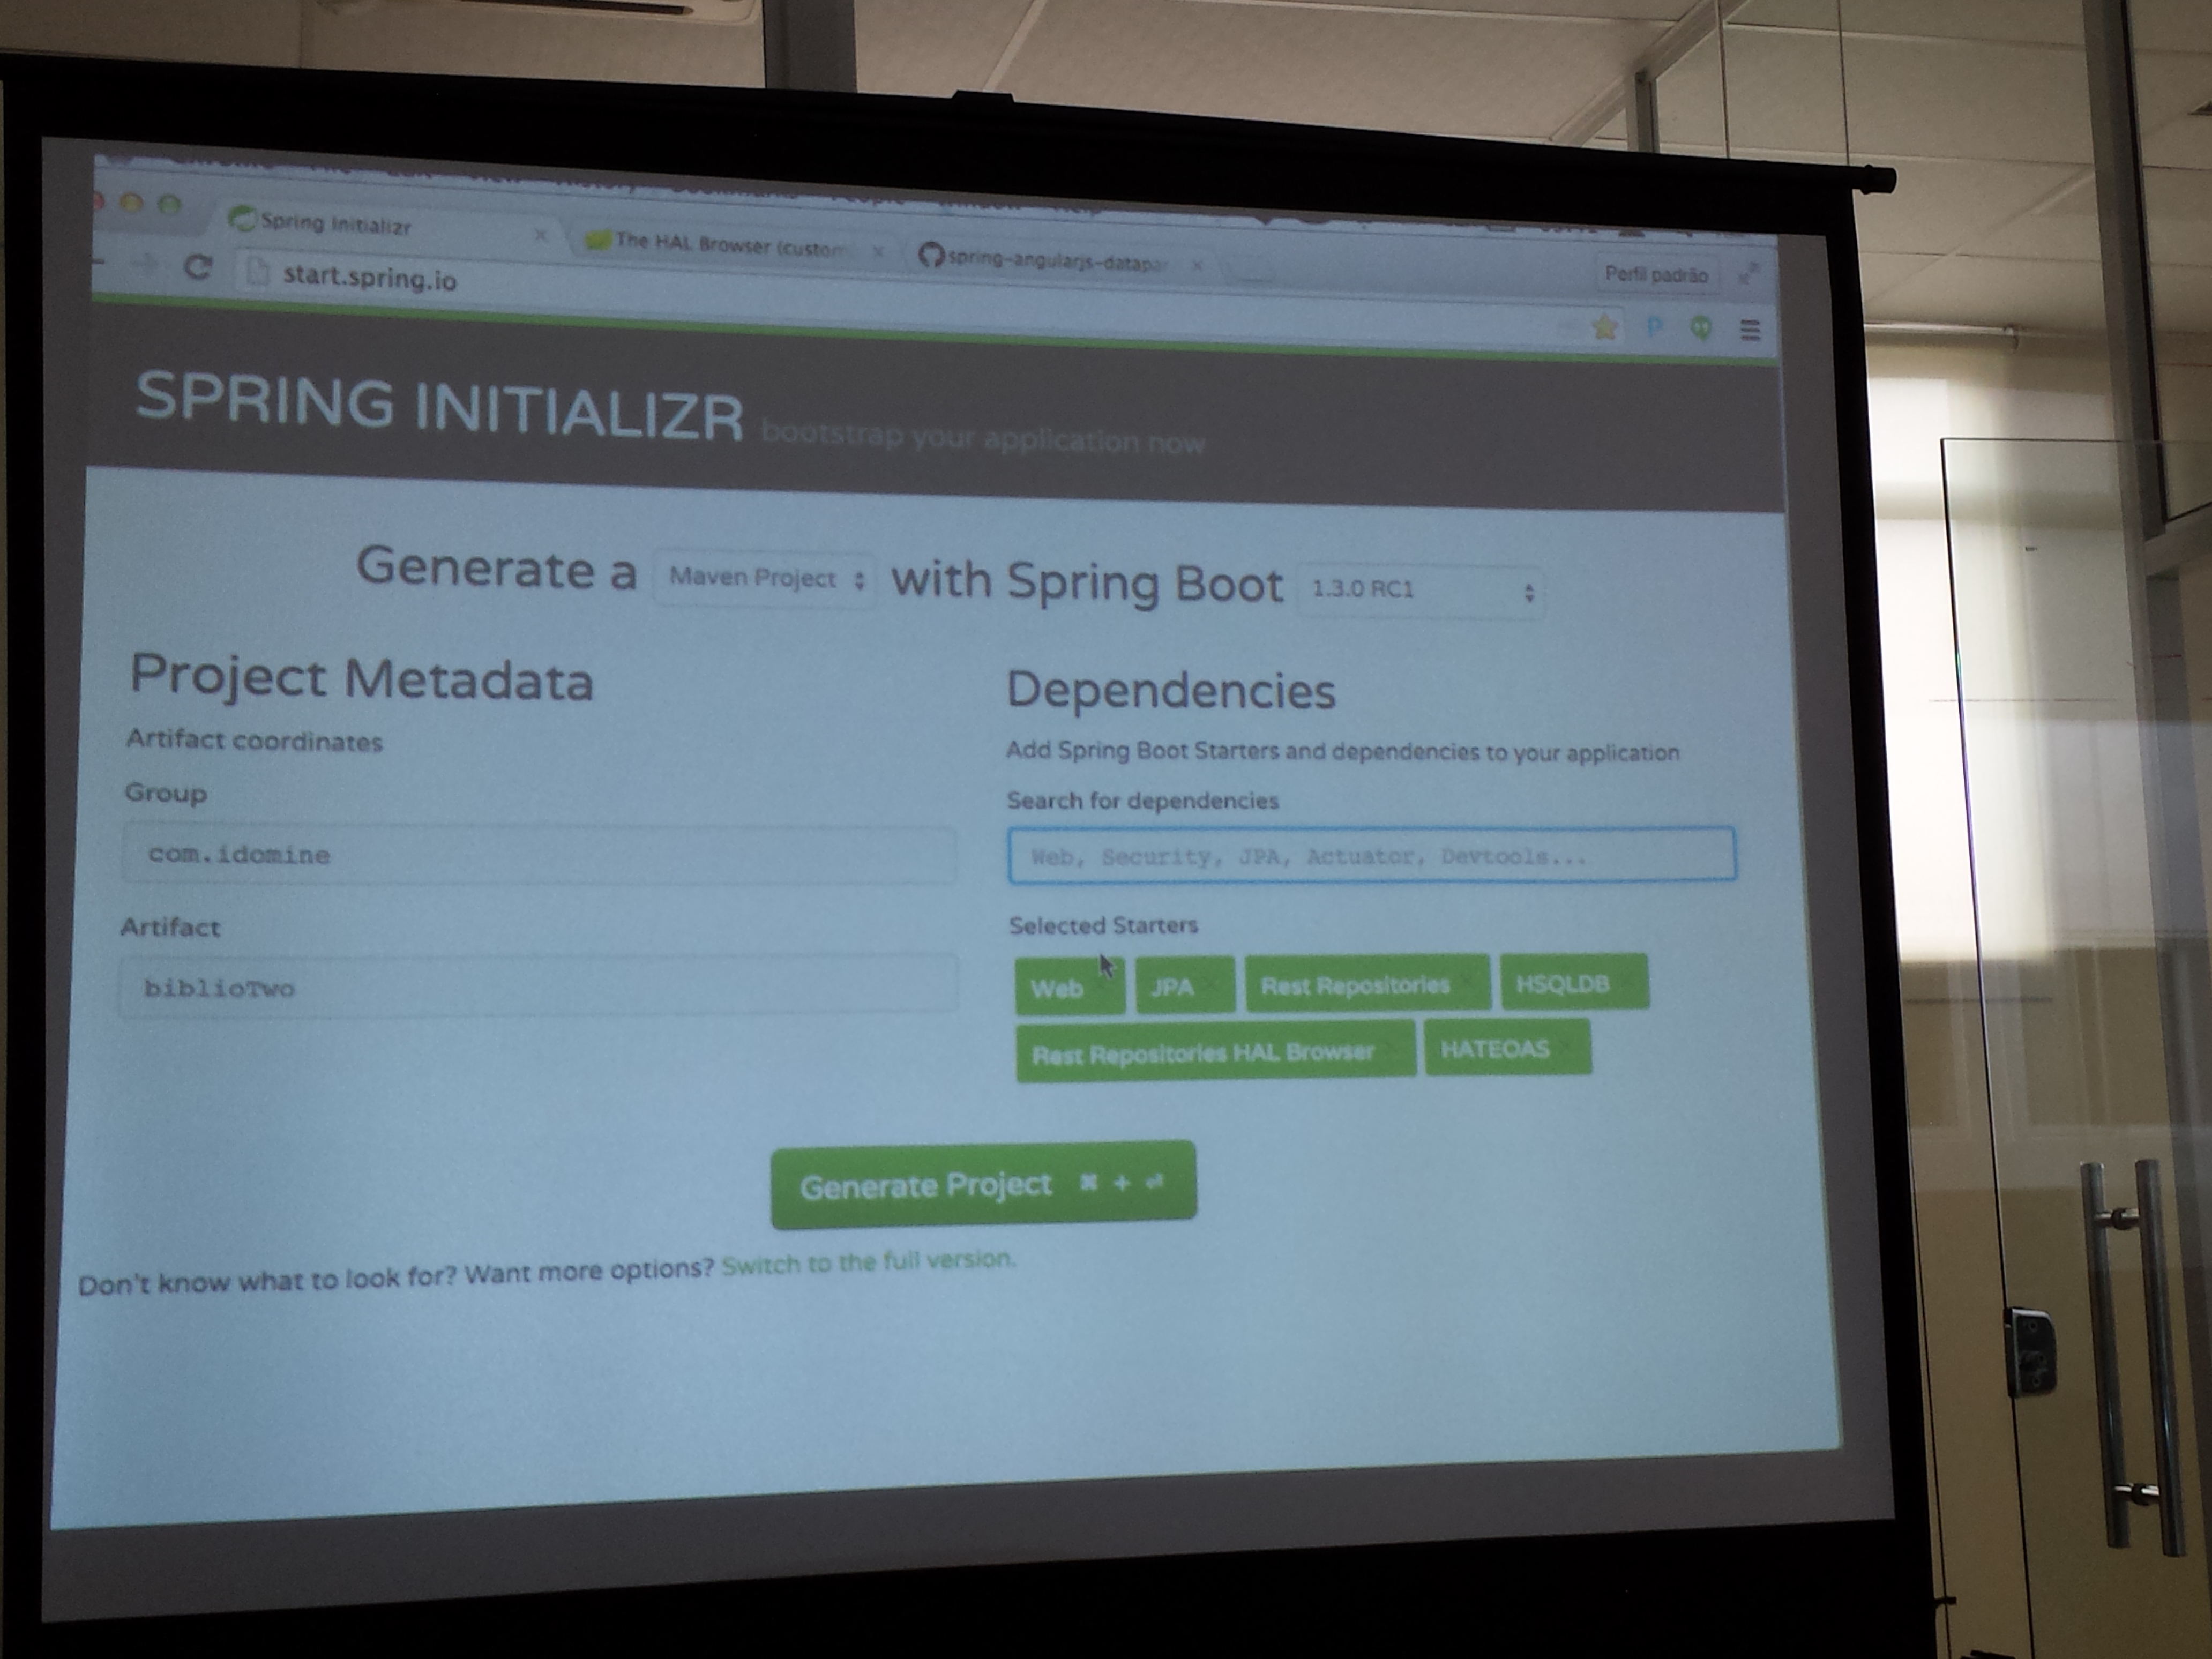 Spring Initializr
The HAL Browser (custom
spring-angularjs-datapa
Perfil padrão
start.spring.io
SPRING INITIALIZR bootstrap your application now
Generate a Maven Project with Spring Boot 1.3.0 RC1
Project Metadata
Artifact coordinates
Group
com.idomine
Artifact
biblioTwo
Dependencies
Add Spring Boot Starters and dependencies to your application
Search for dependencies
Web, Security, JPA, Actuator, Devtools...
Selected Starters
Web JPA Rest Repositories HSQLDB
Rest Repositories HAL Browser HATEOAS
Generate Project ⌘ + ⏎
Don't know what to look for? Want more options? Switch to the full version.